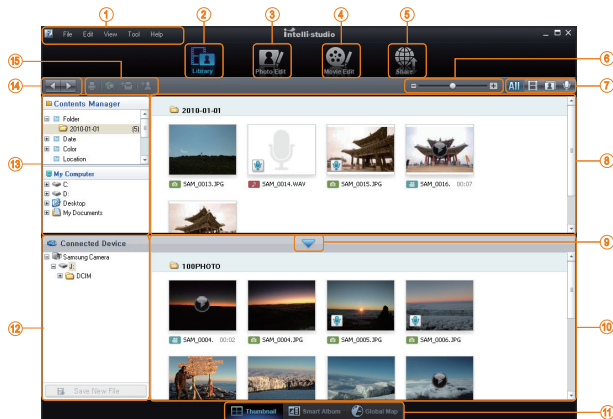 1
2
3
4
5
File Edit View Tool Help
Intelli-studio
15
6
Library
Photo Edit
Movie Edit
Share
14
All
7
Contents Manager
2010-01-01
Folder
2010-01-01 (5)
Date
Color
Location
13
8
SAM_0013.JPG
SAM_0014.WAV
SAM_0015.JPG
SAM_0016. 00:07
My Computer
C:
D:
Desktop
My Documents
9
Connected Device
Samsung Camera
I:
DCIM
100PHOTO
12
10
SAM_0004. 00:02
SAM_0004.JPG
SAM_0005.JPG
SAM_0006.JPG
Save New File
Thumbnail
Smart Album
Global Map
11